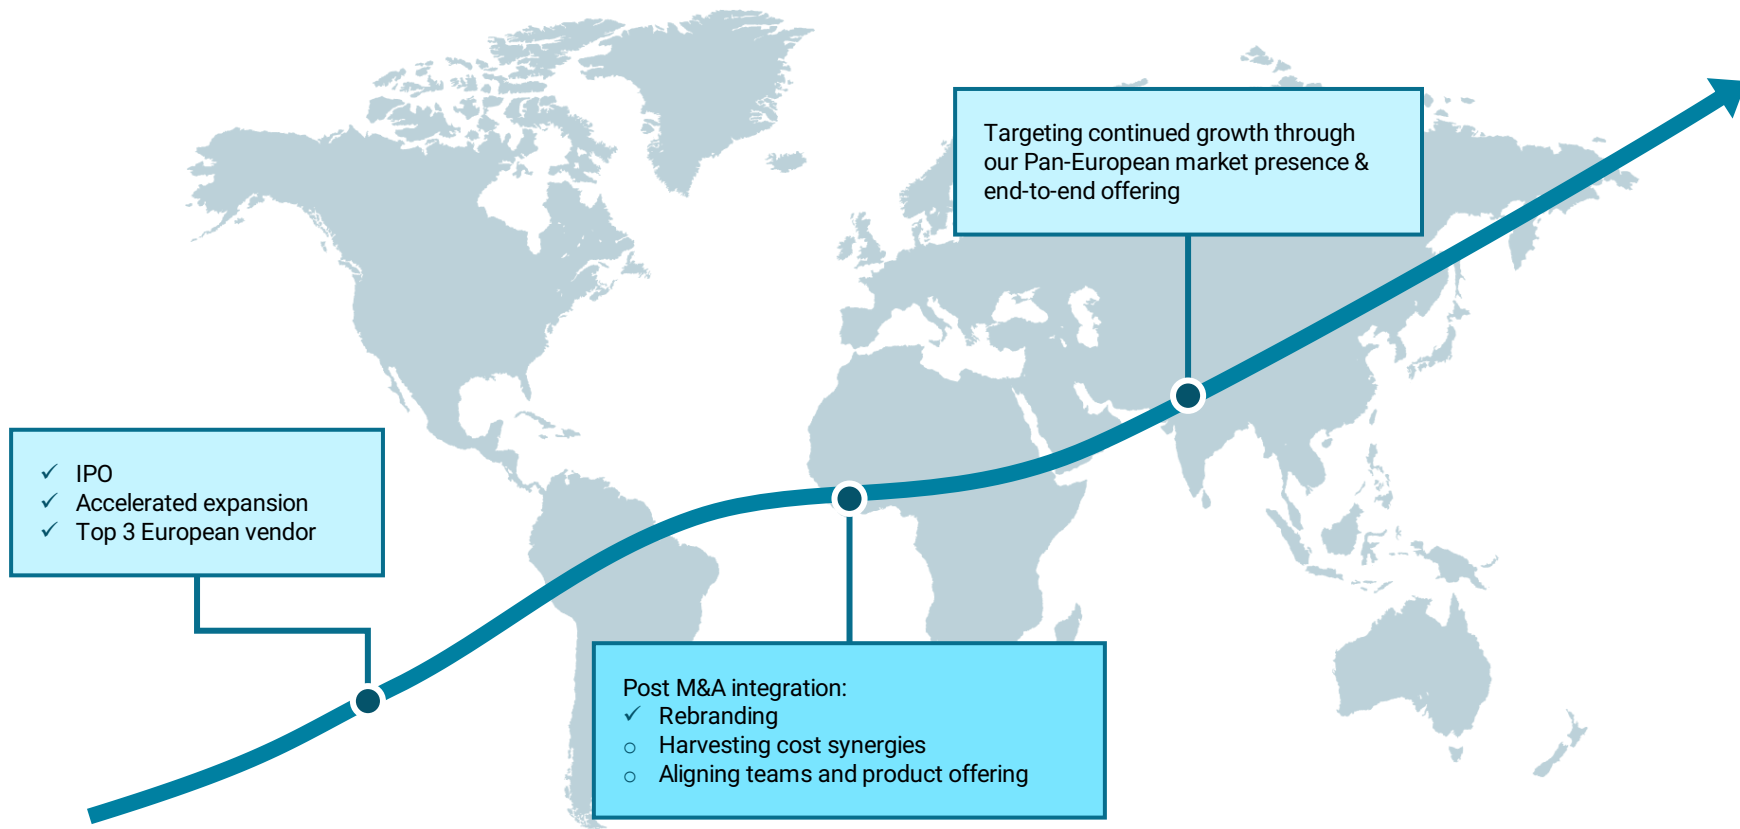 Targeting continued growth through
our Pan-European market presence &
end-to-end offering
✓ IPO
✓ Accelerated expansion
✓ Top 3 European vendor
Post M&A integration:
✓ Rebranding
○ Harvesting cost synergies
○ Aligning teams and product offering